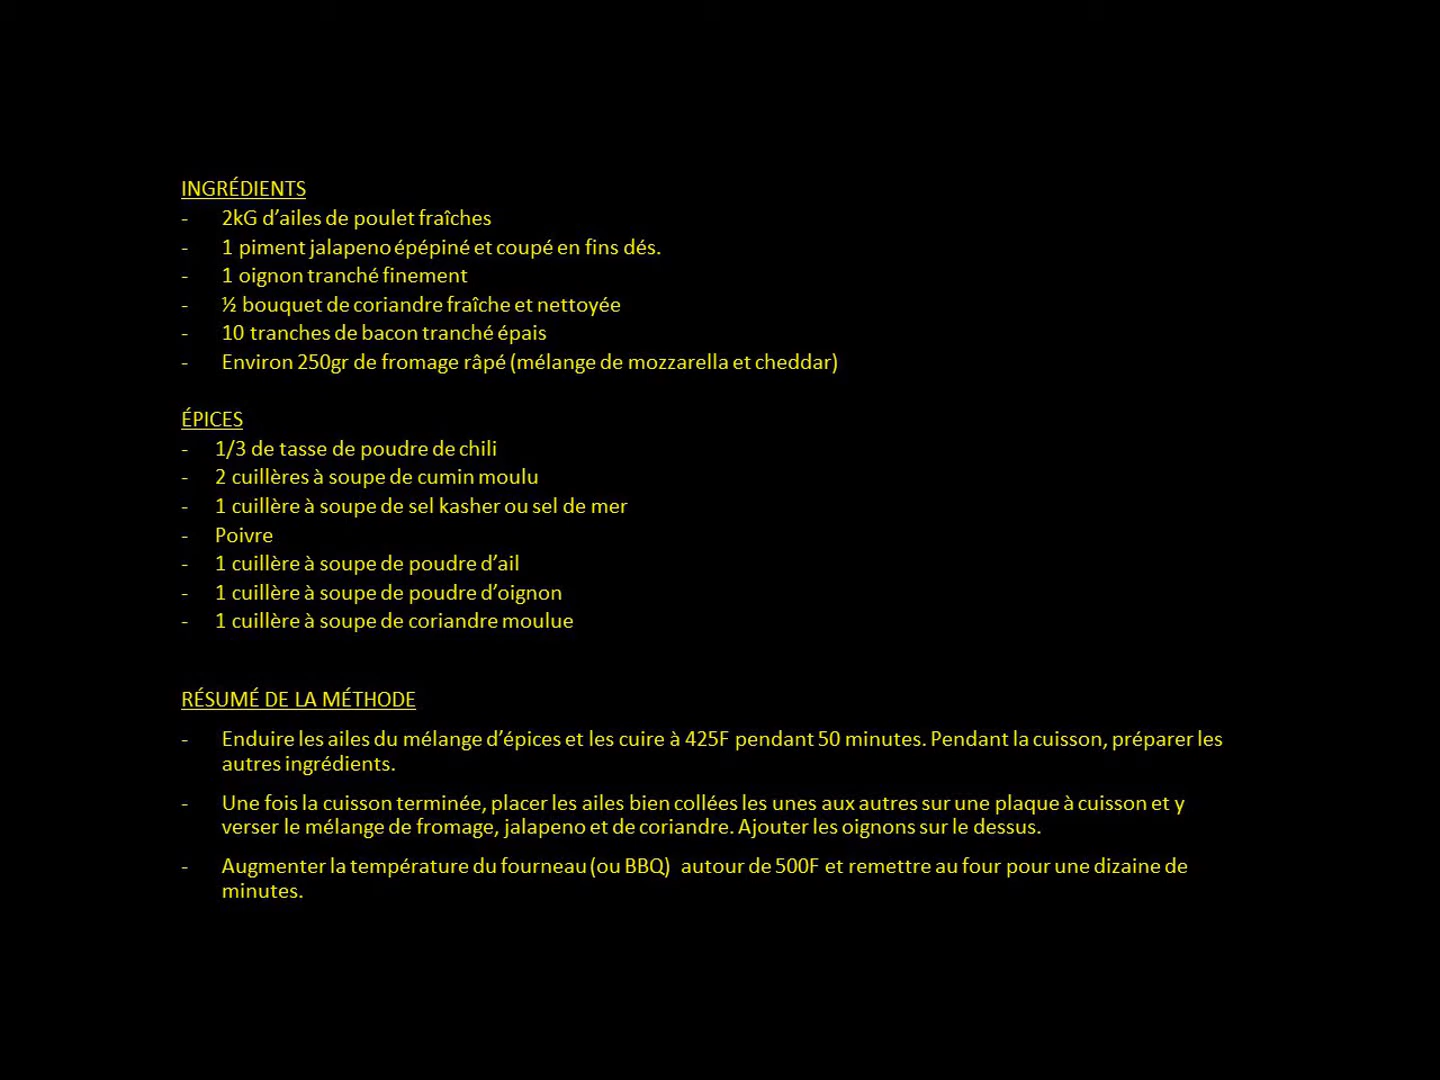 INGRÉDIENTS
- 2kG d’ailes de poulet fraîches
- 1 piment jalapeno épépiné et coupé en fins dés.
- 1 oignon tranché finement
- ½ bouquet de coriandre fraîche et nettoyée
- 10 tranches de bacon tranché épais
- Environ 250gr de fromage râpé (mélange de mozzarella et cheddar)
ÉPICES
- 1/3 de tasse de poudre de chili
- 2 cuillères à soupe de cumin moulu
- 1 cuillère à soupe de sel kasher ou sel de mer
- Poivre
- 1 cuillère à soupe de poudre d’ail
- 1 cuillère à soupe de poudre d’oignon
- 1 cuillère à soupe de coriandre moulue
RÉSUMÉ DE LA MÉTHODE
- Enduire les ailes du mélange d’épices et les cuire à 425F pendant 50 minutes. Pendant la cuisson, préparer les
autres ingrédients.
- Une fois la cuisson terminée, placer les ailes bien collées les unes aux autres sur une plaque à cuisson et y
verser le mélange de fromage, jalapeno et de coriandre. Ajouter les oignons sur le dessus.
- Augmenter la température du fourneau (ou BBQ) autour de 500F et remettre au four pour une dizaine de
minutes.